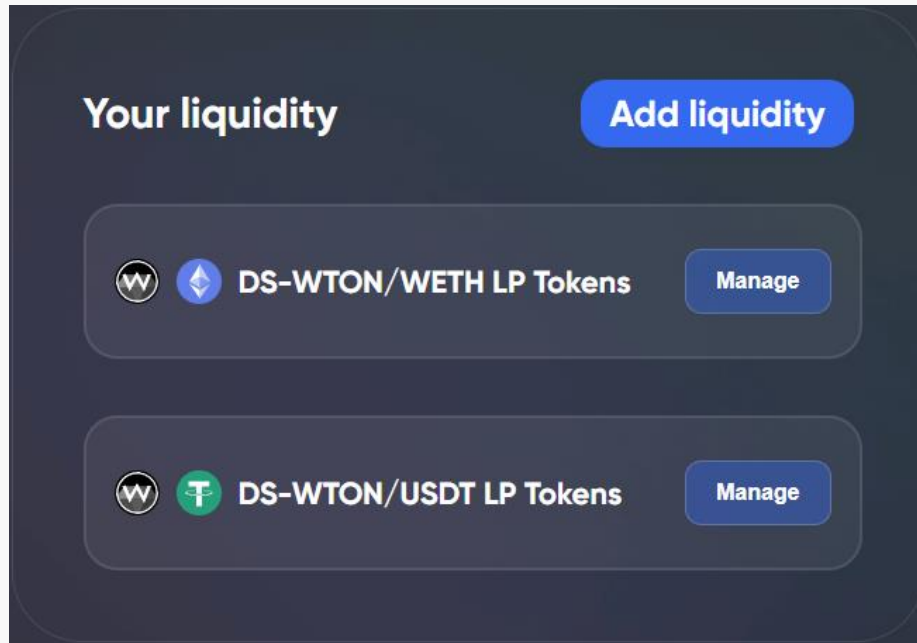 Your liquidity
Add liquidity
DS-WTON/WETH LP Tokens
Manage
DS-WTON/USDT LP Tokens
Manage